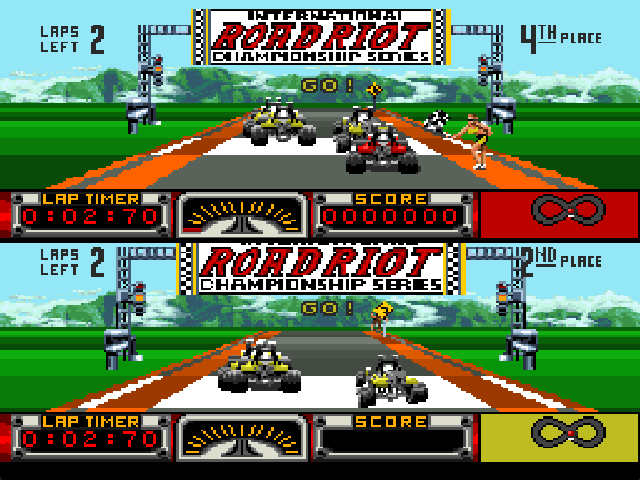 LAPS LEFT 2
INTERNATIONAL
ROAD RIOT
CHAMPIONSHIP SERIES
4TH PLACE
GO!
LAP TIMER
0:02:70
SCORE
0000000
LAPS LEFT 2
ROAD RIOT
CHAMPIONSHIP SERIES
2ND PLACE
GO!
LAP TIMER
0:02:70
SCORE